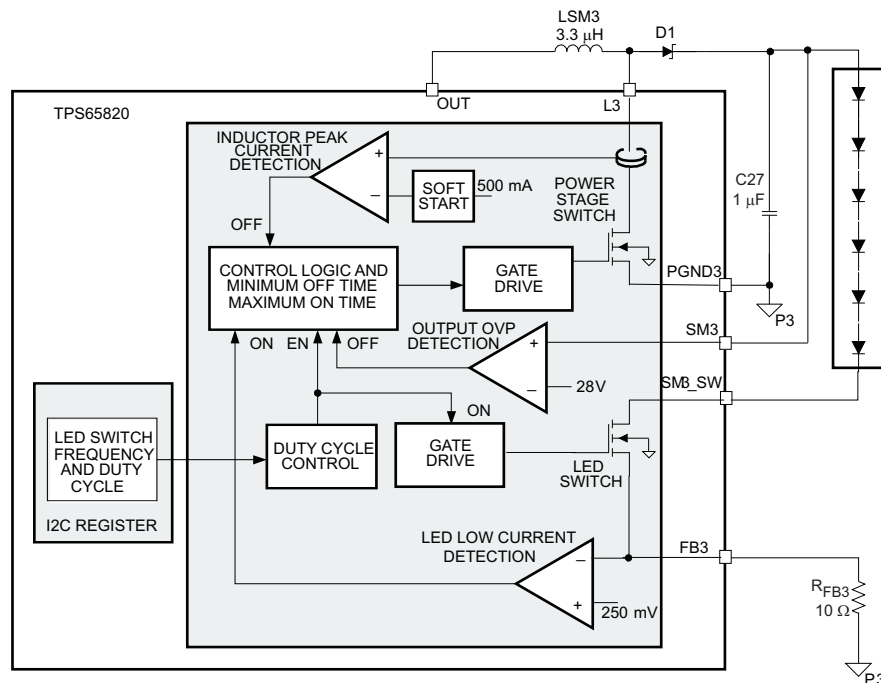 LSM3
3.3 μH
D1
OUT
L3
TPS65820
INDUCTOR PEAK
CURRENT
DETECTION
+
–
SOFT
START
500 mA
POWER
STAGE
SWITCH
C27
1 μF
OFF
CONTROL LOGIC AND
MINIMUM OFF TIME
MAXIMUM ON TIME
GATE
DRIVE
PGND3
P3
ON
EN
OFF
OUTPUT OVP
DETECTION
+
–
28V
SM3
SM3_SW
LED SWITCH
FREQUENCY
AND DUTY
CYCLE
I2C REGISTER
DUTY CYCLE
CONTROL
ON
GATE
DRIVE
LED
SWITCH
LED LOW CURRENT
DETECTION
–
+
250 mV
FB3
RFB3
10 Ω
P3